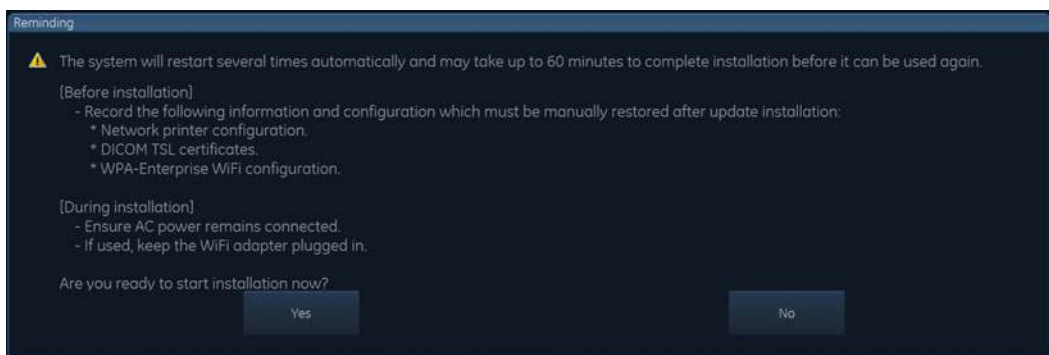 Reminding
The system will restart several times automatically and may take up to 60 minutes to complete installation before it can be used again.
[Before installation]
- Record the following information and configuration which must be manually restored after update installation:
* Network printer configuration.
* DICOM TSL certificates.
* WPA-Enterprise WiFi configuration.
[During installation]
- Ensure AC power remains connected.
- If used, keep the WiFi adapter plugged in.
Are you ready to start installation now?
Yes
No